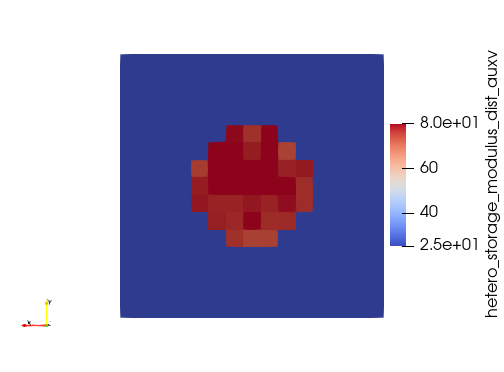 hetero_storage_modulus_dist_auxv
8.0e+01
60
40
2.5e+01
Y
X